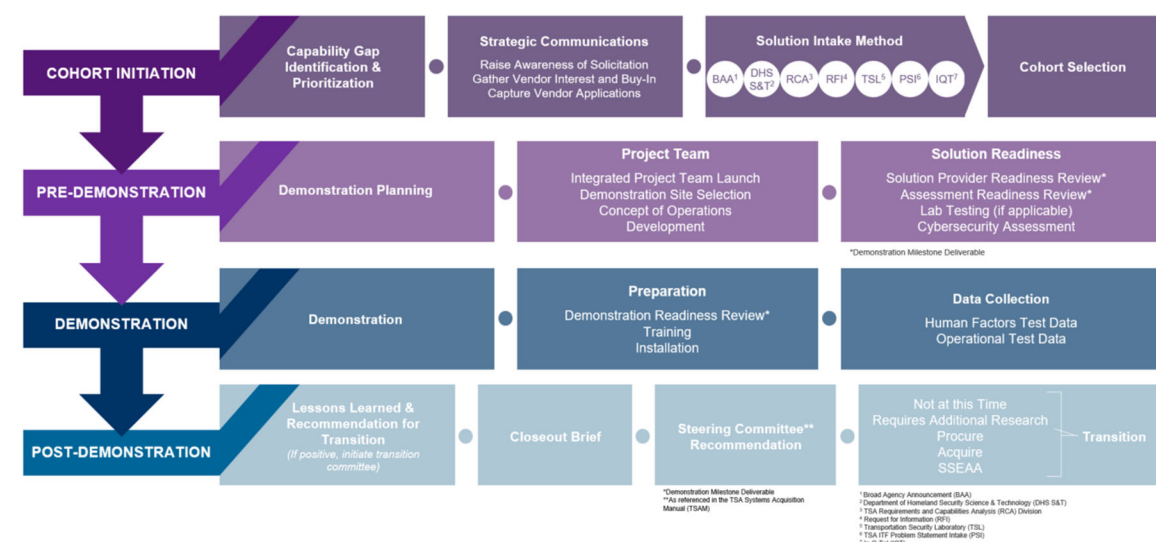 COHORT INITIATION
Capability Gap
Identification &
Prioritization
Strategic Communications
Raise Awareness of Solicitation
Gather Vendor Interest and Buy-In
Capture Vendor Applications
Solution Intake Method
BAA¹
DHS
S&T²
RCA³
RFI⁴
TSL⁵
PSI⁶
IQT⁷
Cohort Selection
PRE-DEMONSTRATION
Demonstration Planning
Project Team
Integrated Project Team Launch
Demonstration Site Selection
Concept of Operations
Development
Solution Readiness
Solution Provider Readiness Review*
Assessment Readiness Review*
Lab Testing (if applicable)
Cybersecurity Assessment
*Demonstration Milestone Deliverable
DEMONSTRATION
Demonstration
Preparation
Demonstration Readiness Review*
Training
Installation
Data Collection
Human Factors Test Data
Operational Test Data
POST-DEMONSTRATION
Lessons Learned &
Recommendation for
Transition
(If positive, initiate transition
committee)
Closeout Brief
Steering Committee**
Recommendation
Not at this Time
Requires Additional Research
Procure
Acquire
SSEAA
Transition
*Demonstration Milestone Deliverable
**As referenced in the TSA Systems Acquisition
Manual (TSAM)
¹ Broad Agency Announcement (BAA)
² Department of Homeland Security Science & Technology (DHS S&T)
³ TSA Requirements and Capabilities Analysis (RCA) Division
⁴ Request for Information (RFI)
⁵ Transportation Security Laboratory (TSL)
⁶ TSA ITF Problem Statement Intake (PSI)